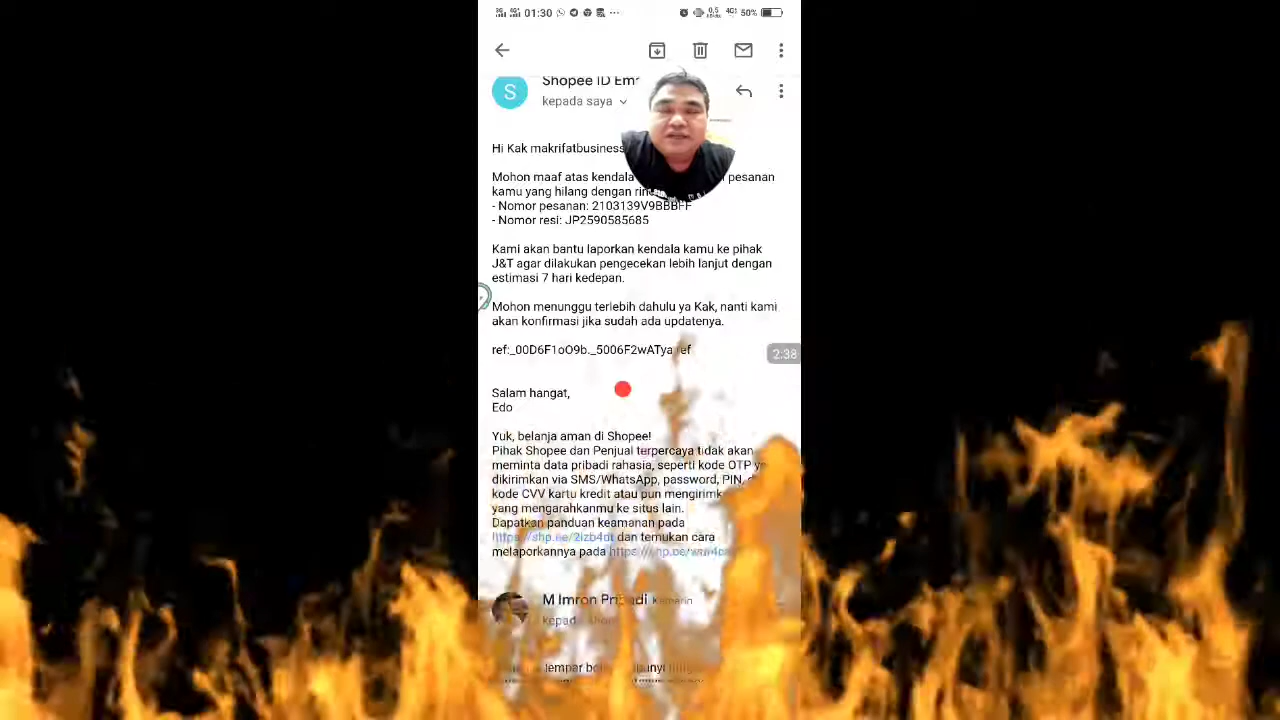 01:30
0,5
50%
S
Shopee ID Em
kepada saya
Hi Kak makrifatbusiness
Mohon maaf atas kendala pesanan
kamu yang hilang dengan
- Nomor pesanan: 2103139V9BBBFF
- Nomor resi: JP2590585685
Kami akan bantu laporkan kendala kamu ke pihak
J&T agar dilakukan pengecekan lebih lanjut dengan
estimasi 7 hari kedepan.
Mohon menunggu terlebih dahulu ya Kak, nanti kami
akan konfirmasi jika sudah ada updatenya.
ref:_00D6F1oO9b._5006F2wATya ref
2:38
Salam hangat,
Edo
Yuk, belanja aman di Shopee!
Pihak Shopee dan Penjual terpercaya tidak akan
meminta data pribadi rahasia, seperti kode OTP
dikirimkan via SMS/WhatsApp, password, PIN,
kode CVV kartu kredit atau pun
yang mengarahkanmu ke situs lain.
Dapatkan panduan keamanan pada
dan temukan cara
melaporkannya pada
M Imron Pribadi Kemarin